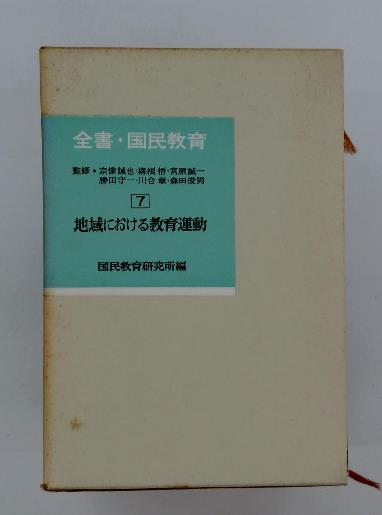 全書・国民教育
監修・宗像誠也・梅根悟・宮原誠一
勝田守一・川合章・森田俊男
7
地域における教育運動
国民教育研究所編